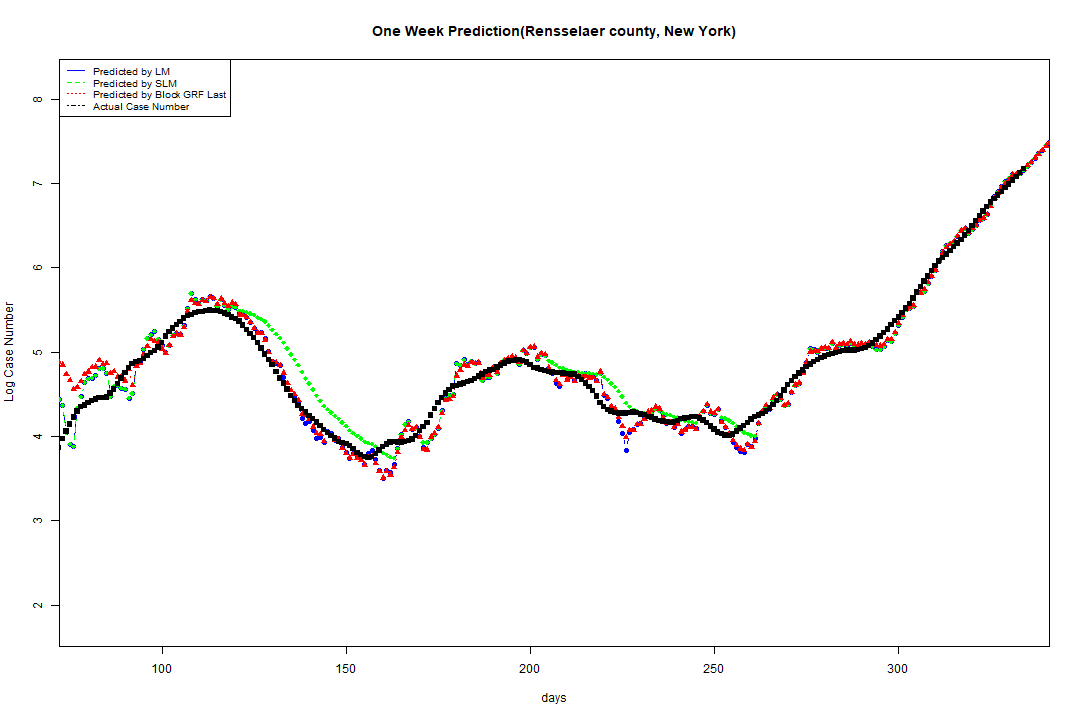 One Week Prediction(Rensselaer county, New York)
Predicted by LM
Predicted by SLM
Predicted by Block GRF Last
Actual Case Number
Log Case Number
8
7
6
5
4
3
2
100 150 200 250 300
days